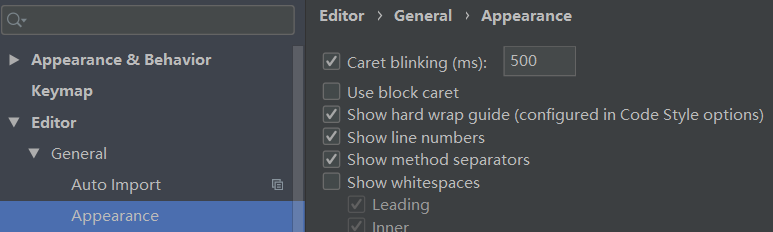 Editor › General › Appearance
Appearance & Behavior
Keymap
Editor
General
Auto Import
Appearance
Caret blinking (ms): 500
Use block caret
Show hard wrap guide (configured in Code Style options)
Show line numbers
Show method separators
Show whitespaces
Leading
Inner